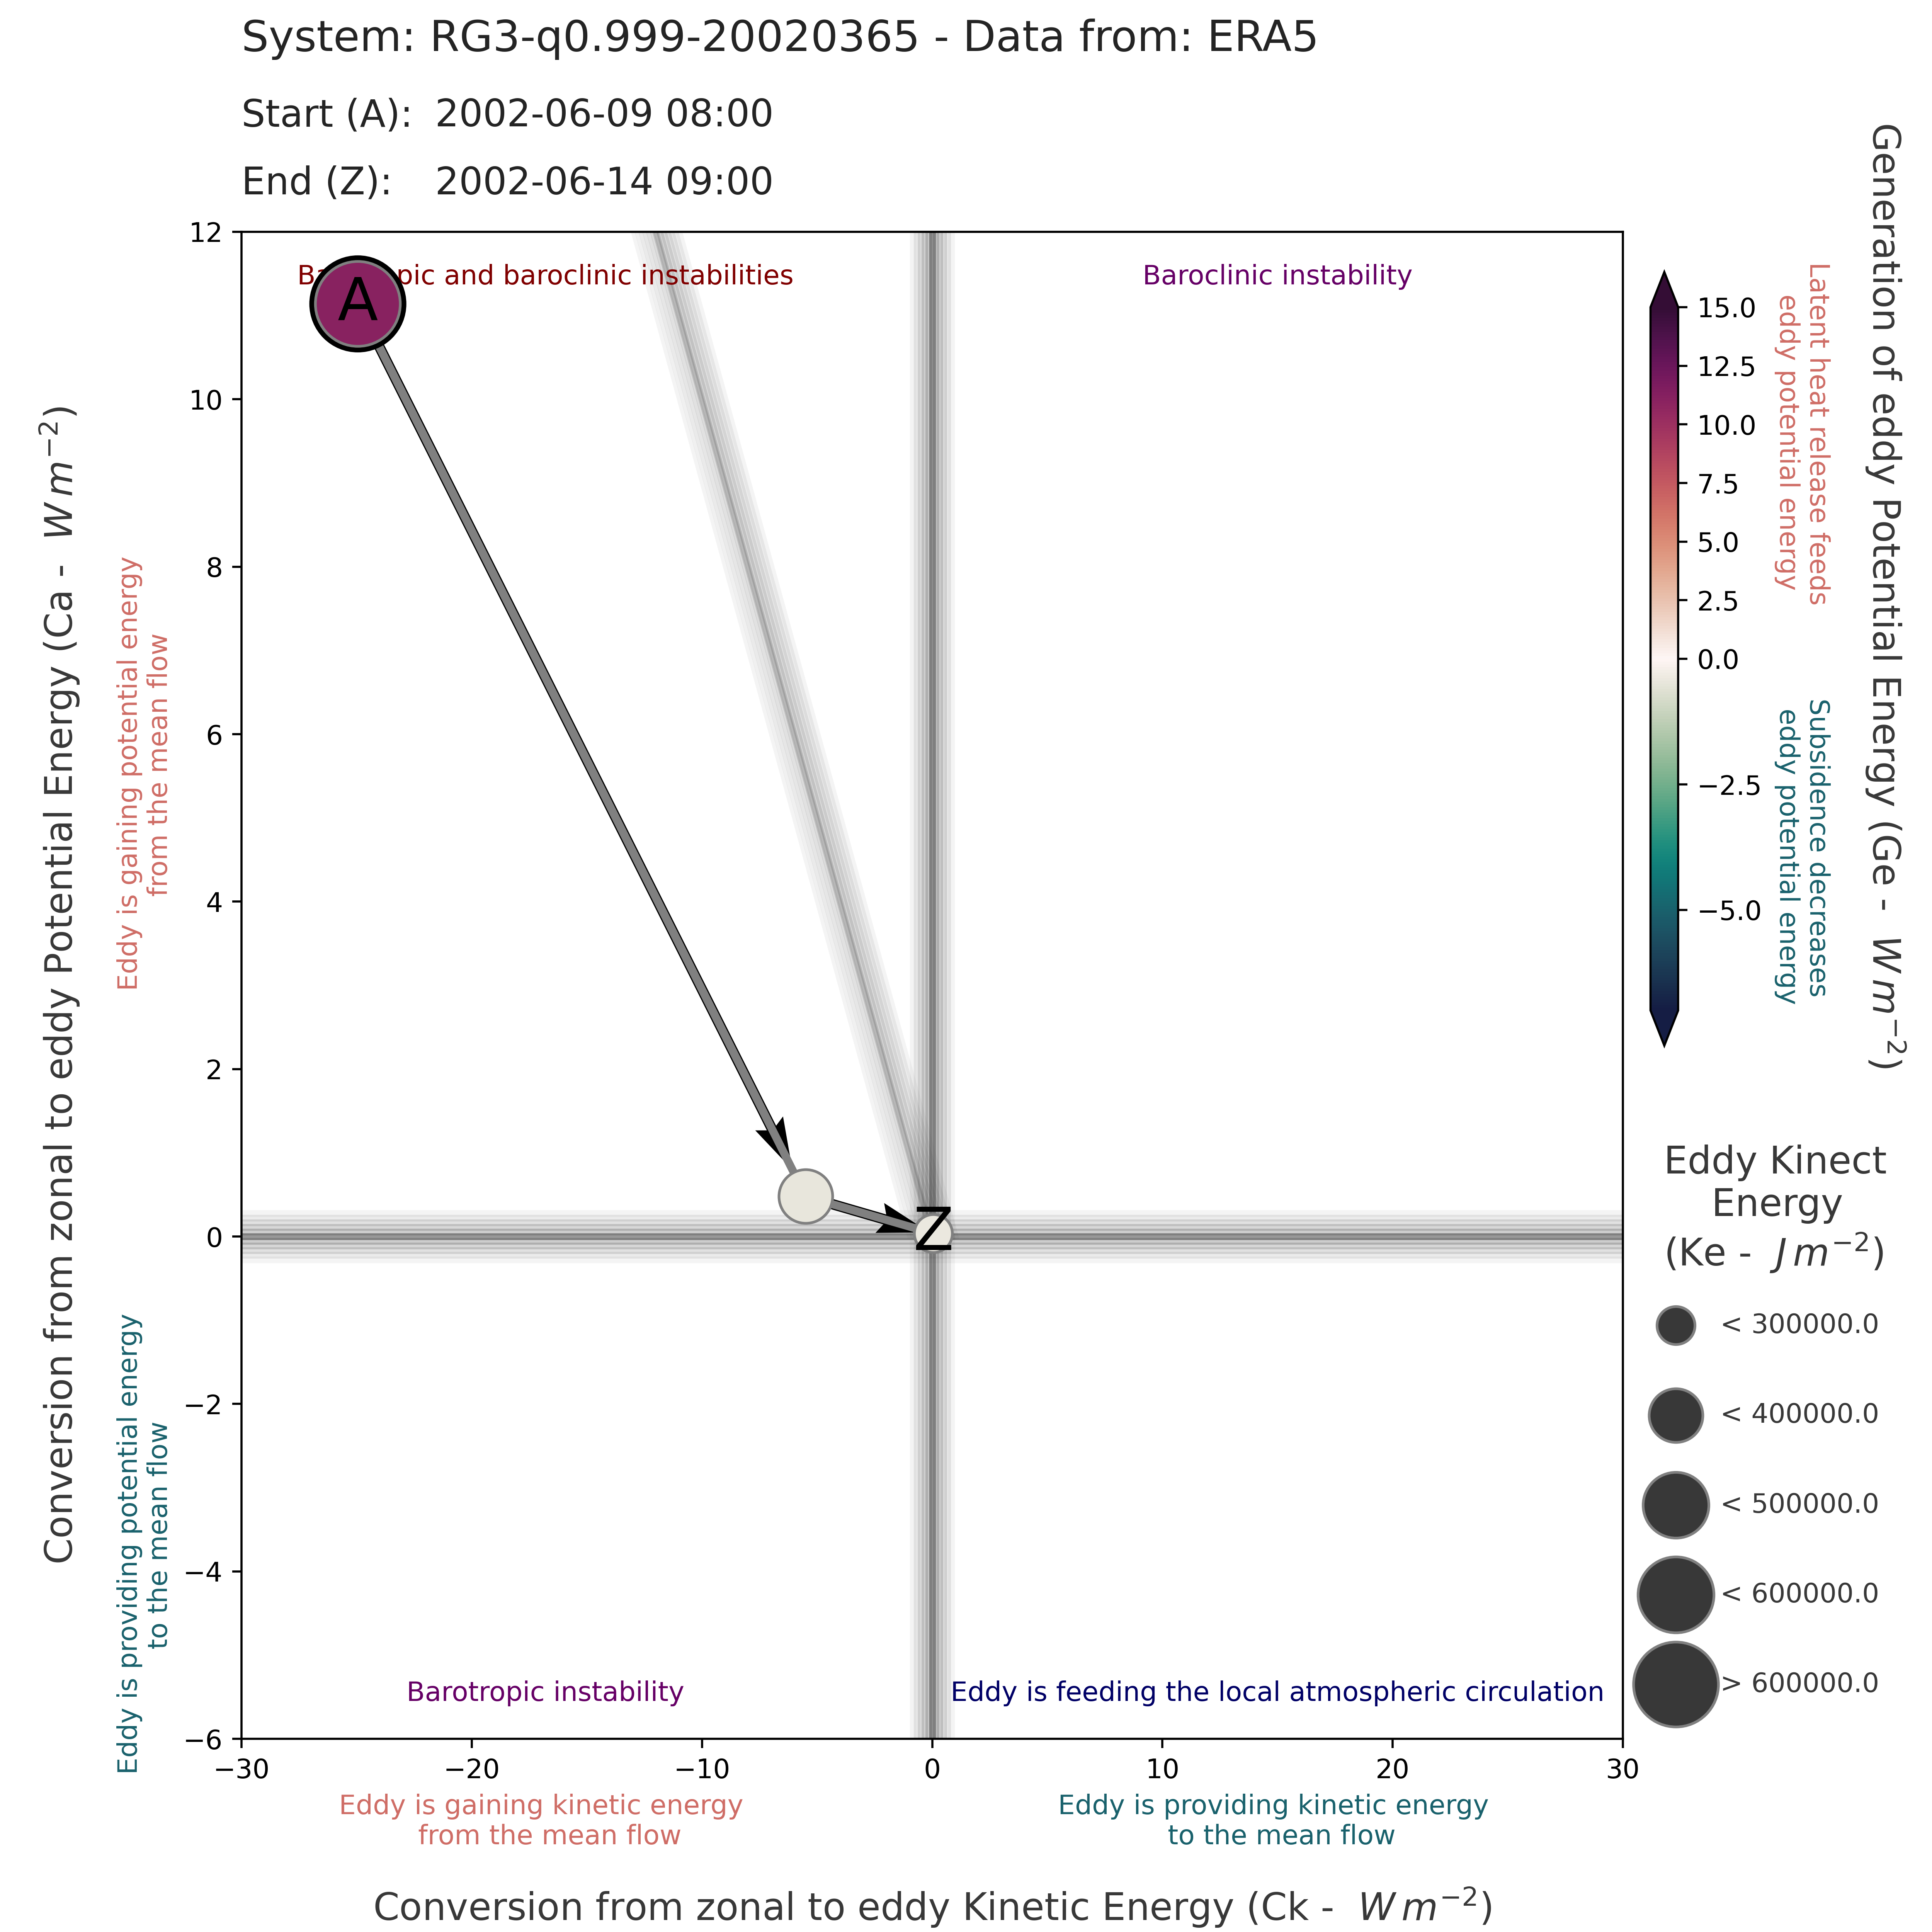 System: RG3-q0.999-20020365 - Data from: ERA5
Start (A): 2002-06-09 08:00
End (Z): 2002-06-14 09:00
Conversion from zonal to eddy Potential Energy (Ca - W m⁻²)
Eddy is gaining potential energy
from the mean flow
Eddy is providing potential energy
to the mean flow
12
10
8
6
4
2
0
−2
−4
−6
pic and baroclinic instabilities
Baroclinic instability
A
Z
Barotropic instability
Eddy is feeding the local atmospheric circulation
−30
−20
−10
0
10
20
30
Eddy is gaining kinetic energy
from the mean flow
Eddy is providing kinetic energy
to the mean flow
Conversion from zonal to eddy Kinetic Energy (Ck - W m⁻²)
15.0
12.5
10.0
7.5
5.0
2.5
0.0
−2.5
−5.0
Latent heat release feeds
eddy potential energy
Subsidence decreases
eddy potential energy
Generation of eddy Potential Energy (Ge - W m⁻²)
Eddy Kinect
Energy
(Ke - J m⁻²)
< 300000.0
< 400000.0
< 500000.0
< 600000.0
> 600000.0